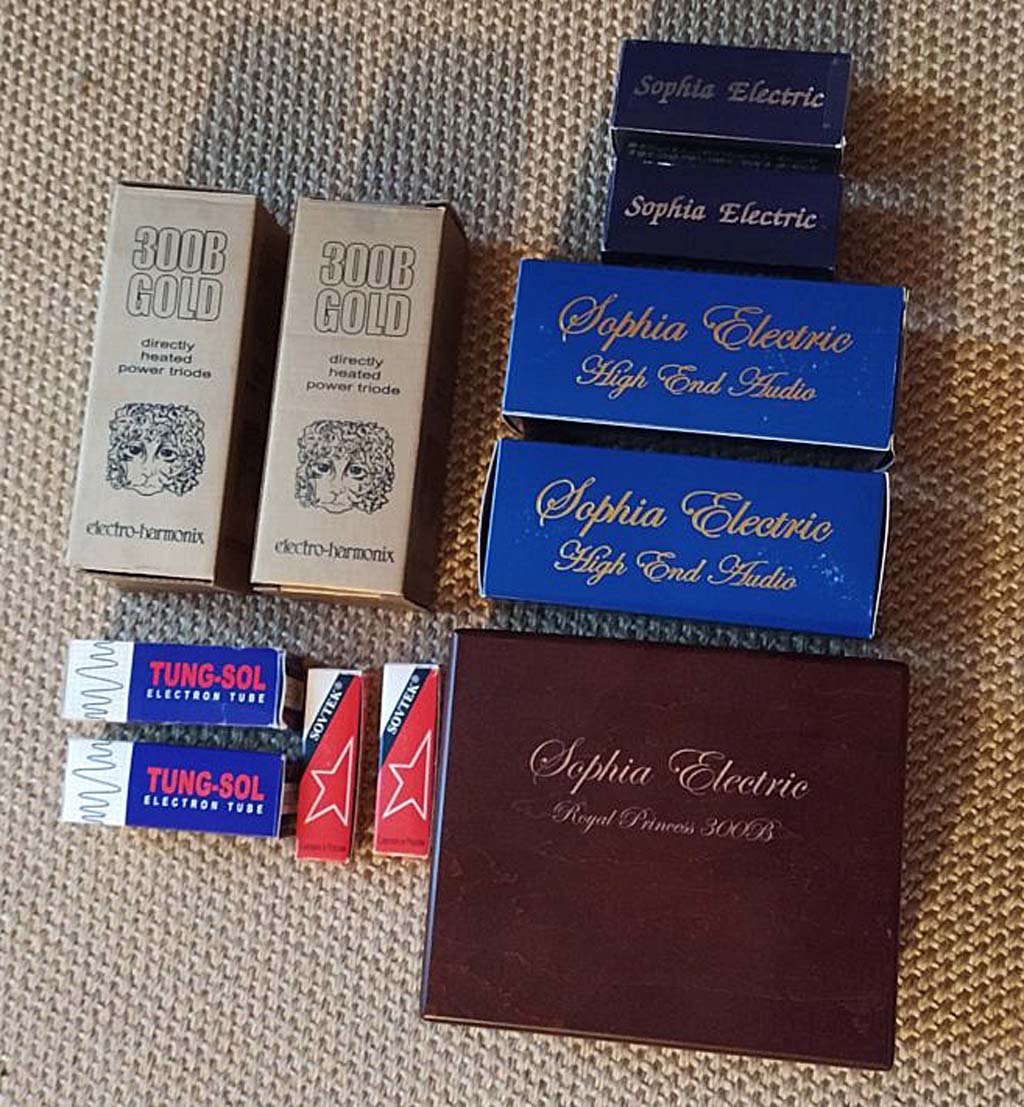 Sophia Electric
Sophia Electric
300B
GOLD
directly
heated
power triode
electro-harmonix
300B
GOLD
directly
heated
power triode
electro-harmonix
Sophia Electric
High End Audio
Sophia Electric
High End Audio
TUNG-SOL
ELECTRON TUBE
TUNG-SOL
ELECTRON TUBE
SOVTEK®
SOVTEK®
Sophia Electric
Royal Princess 300B